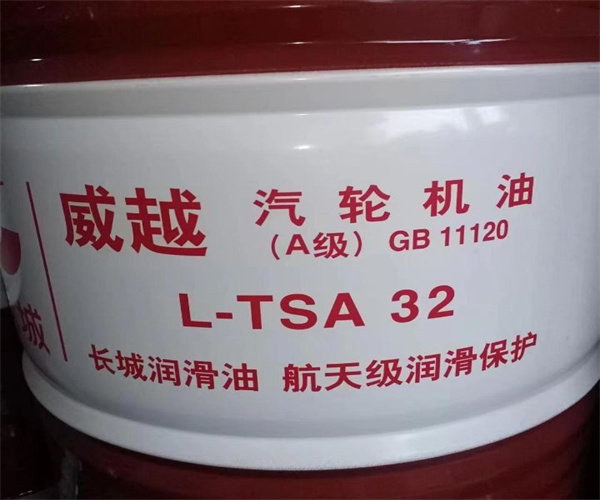 威越 汽轮机油
(A级) GB 11120
L-TSA 32
长城润滑油 航天级润滑保护
城